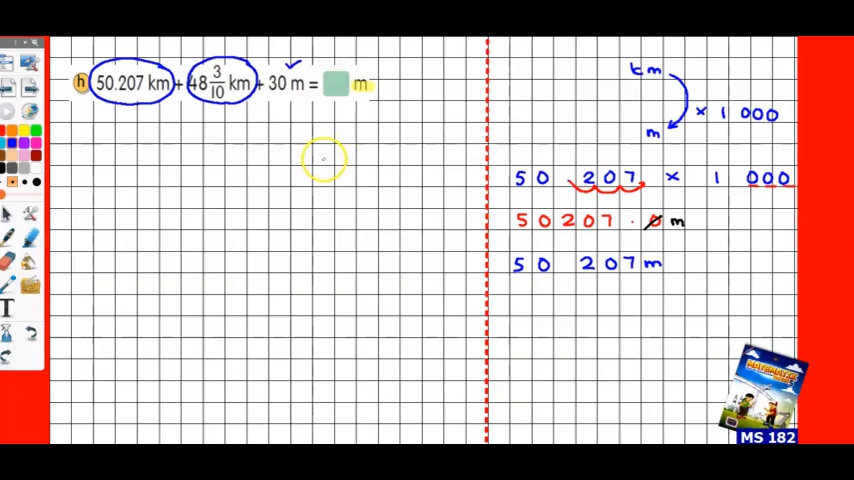 h 50.207 km + 48 3/10 km + 30 m = m
km
m
× 1 000
50 207 × 1 000
50207.0 m
50 207 m
MATHEMATICS
MS 182
T